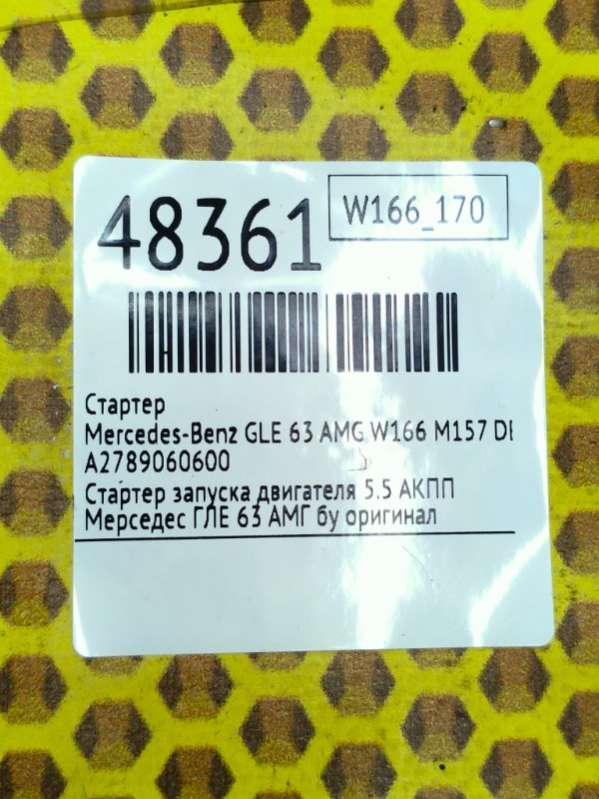 48361
W166_170
Стартер
Mercedes-Benz GLE 63 AMG W166 M157 
A2789060600
Стартер запуска двигателя 5.5 АКПП
Мерседес ГЛЕ 63 АМГ бу оригинал